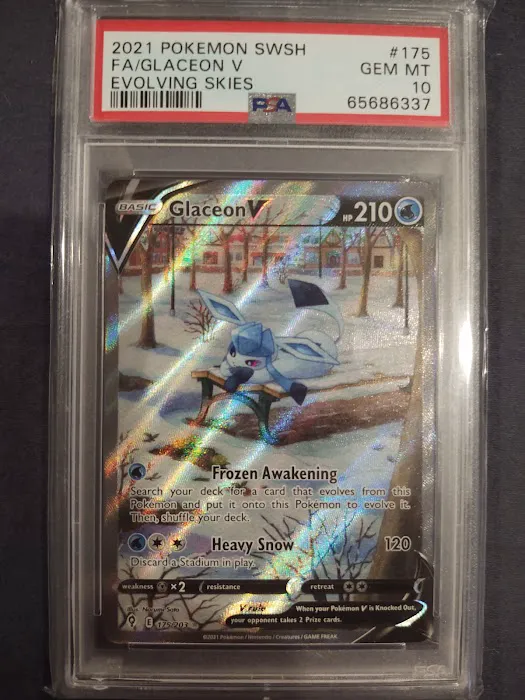 2021 POKEMON SWSH #175
FA/GLACEON V GEM MT
EVOLVING SKIES 10
PSA 65686337
BASIC Glaceon V HP 210
Frozen Awakening
Search your deck for a card that evolves from this
Pokémon and put it onto this Pokémon to evolve it.
Then, shuffle your deck.
Heavy Snow 120
Discard a Stadium in play.
weakness ×2 resistance retreat
Illus. Naoyo Kimura
V rule When your Pokémon V is Knocked Out,
your opponent takes 2 Prize cards.
E 175/203
©2021 Pokémon / Nintendo / Creatures / GAME FREAK